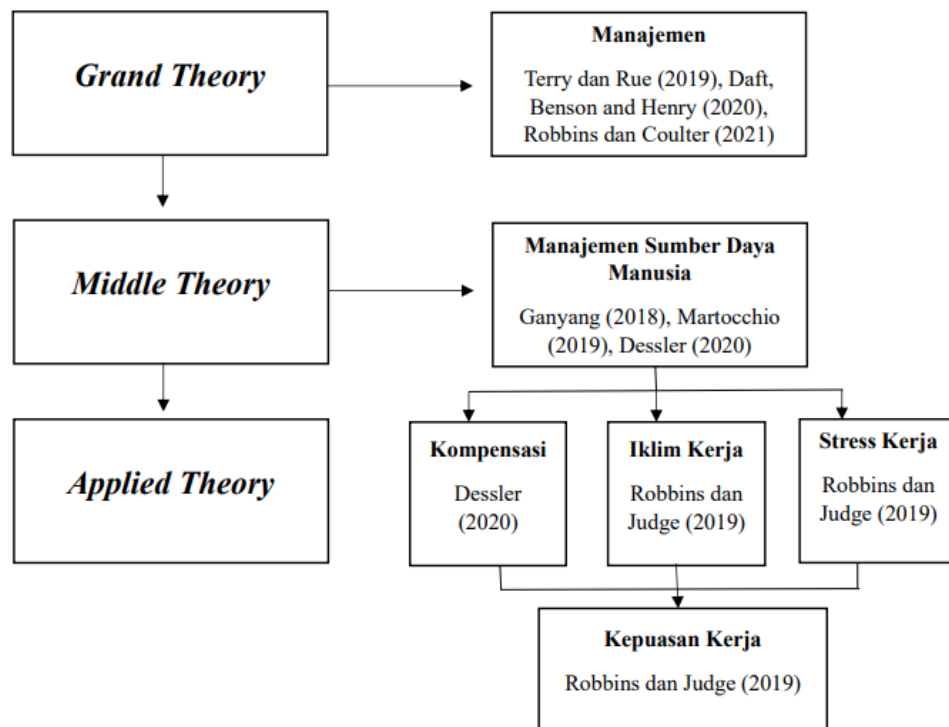 Grand Theory
Manajemen
Terry dan Rue (2019), Daft,
Benson and Henry (2020),
Robbins dan Coulter (2021)
Middle Theory
Manajemen Sumber Daya
Manusia
Ganyang (2018), Martocchio
(2019), Dessler (2020)
Applied Theory
Kompensasi
Dessler
(2020)
Iklim Kerja
Robbins dan
Judge (2019)
Stress Kerja
Robbins dan
Judge (2019)
Kepuasan Kerja
Robbins dan Judge (2019)